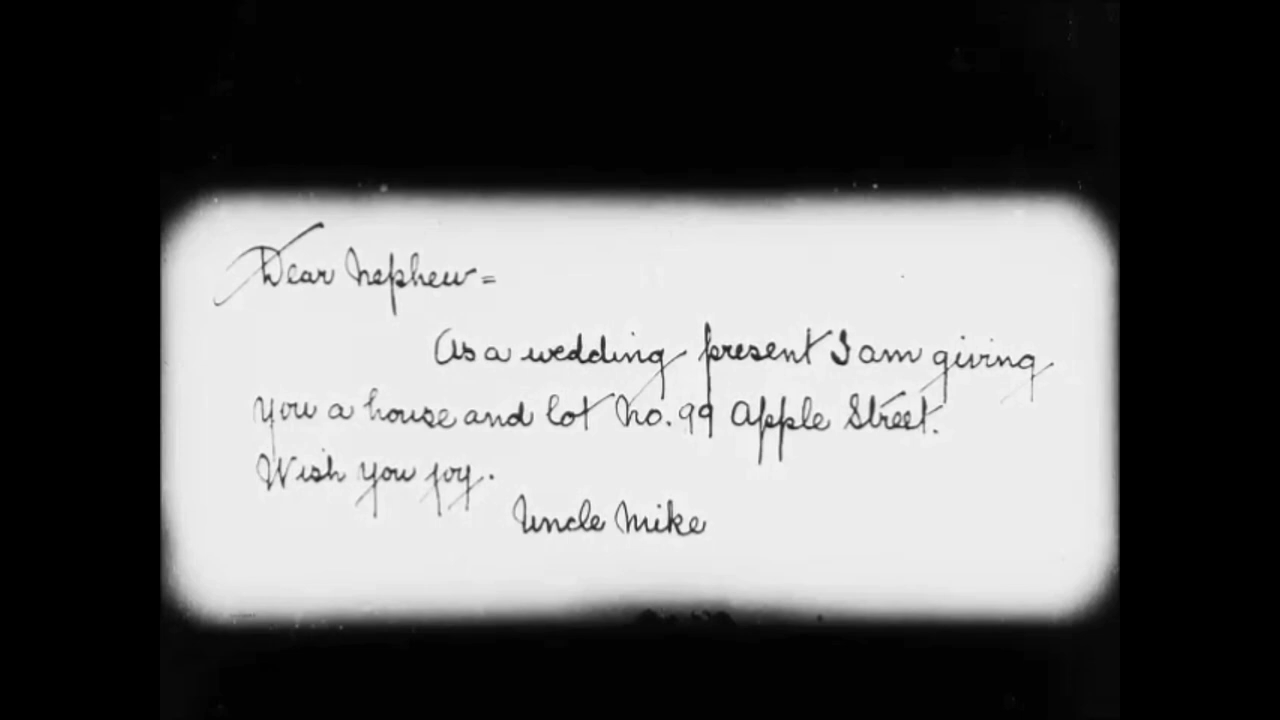 Dear Nephew=
As a wedding present I am giving
you a house and lot No. 99 Apple Street.
Wish you joy.
Uncle Mike